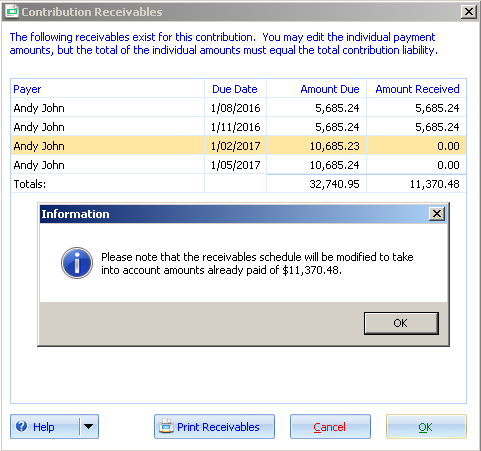 Contribution Receivables
The following receivables exist for this contribution. You may edit the individual payment
amounts, but the total of the individual amounts must equal the total contribution liability.
Payer Due Date Amount Due Amount Received
Andy John 1/08/2016 5,685.24 5,685.24
Andy John 1/11/2016 5,685.24 5,685.24
Andy John 1/02/2017 10,685.23 0.00
Andy John 1/05/2017 10,685.24 0.00
Totals: 32,740.95 11,370.48
Information
Please note that the receivables schedule will be modified to take
into account amounts already paid of $11,370.48.
OK
Help Print Receivables Cancel OK